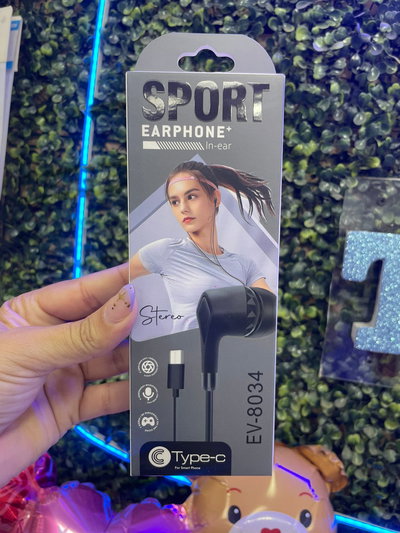 SPORT
EARPHONE+
In-ear
Stereo
EV-8034
C Type-c
For Smart Phone